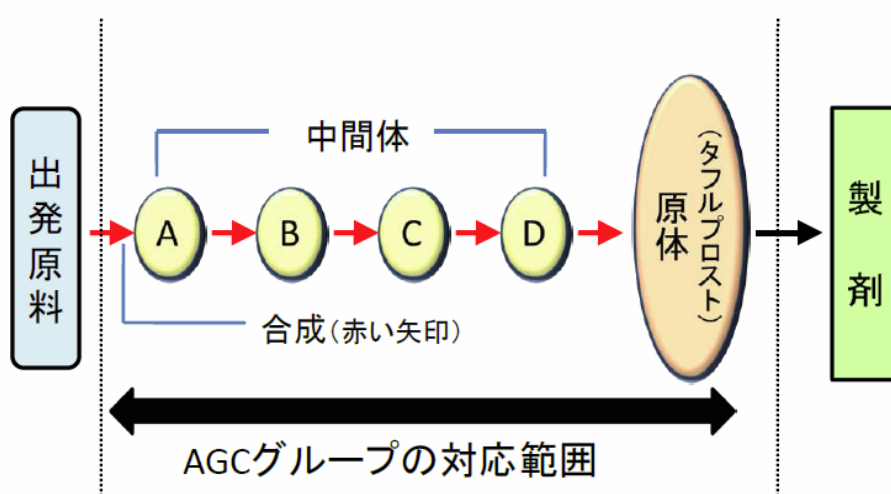 出発原料
中間体
A
B
C
D
原体
(タフルプロスト)
製剤
合成(赤い矢印)
AGCグループの対応範囲